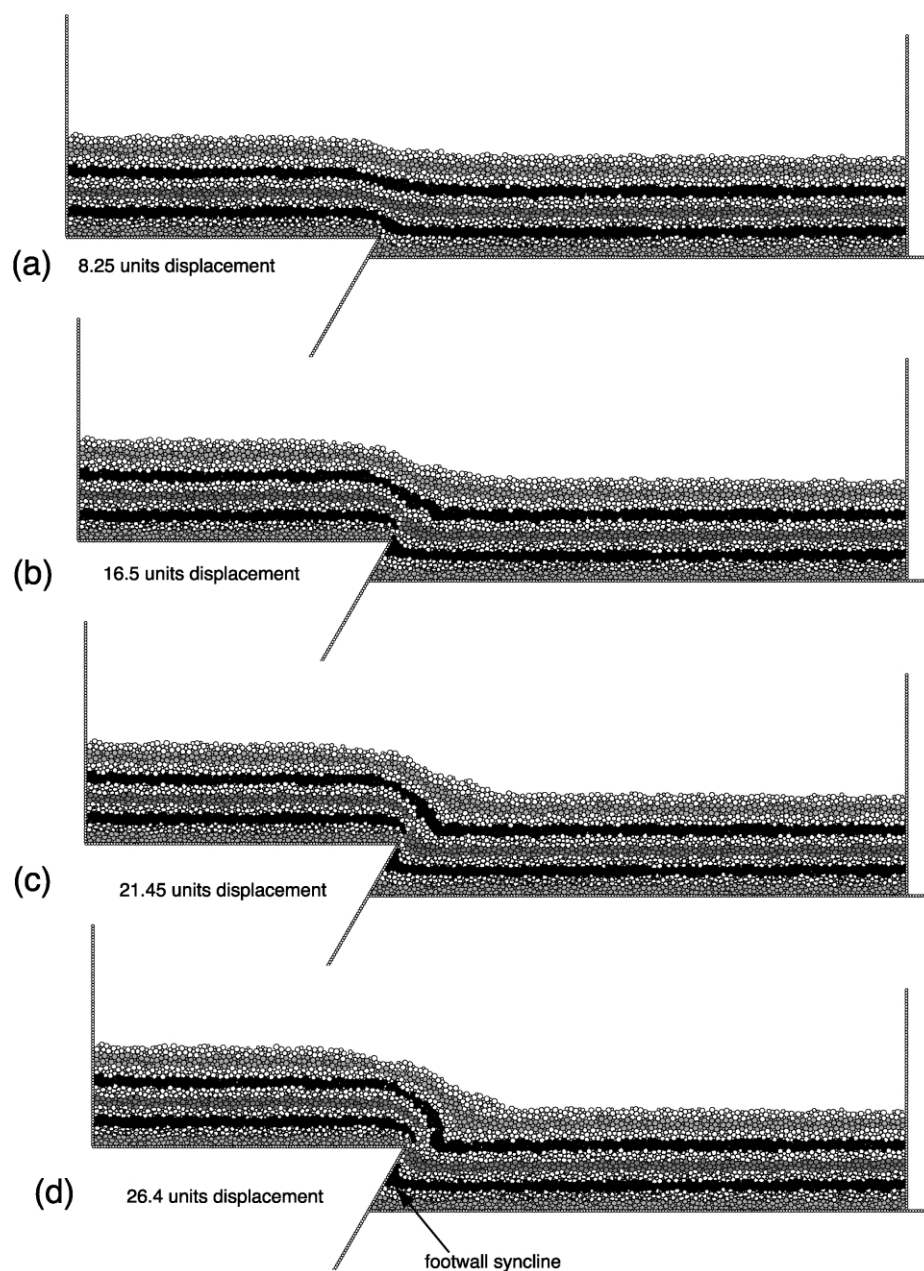 (a)
8.25 units displacement
(b)
16.5 units displacement
(c)
21.45 units displacement
(d)
26.4 units displacement
footwall syncline